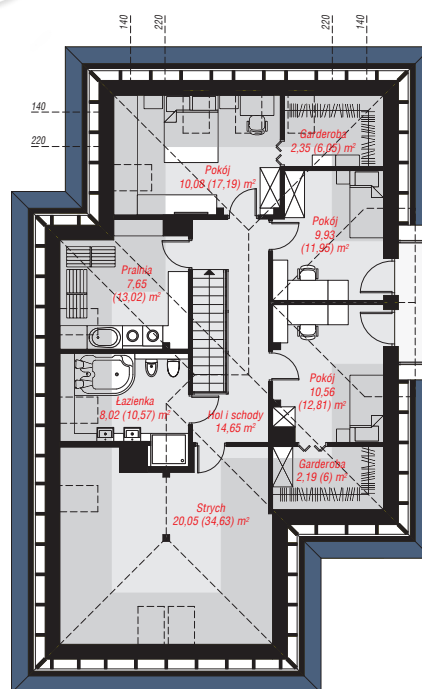 140
220
220
140
140
220
Garderoba
2,35 (6,05) m²
Pokój
10,08 (17,19) m²
Pokój
9,93
(11,95) m²
Pralnia
7,65
(13,02) m²
Pokój
10,56
(12,81) m²
Łazienka
8,02 (10,57) m²
Hol i schody
14,65 m²
Garderoba
2,19 (6) m²
Strych
20,05 (34,63) m²